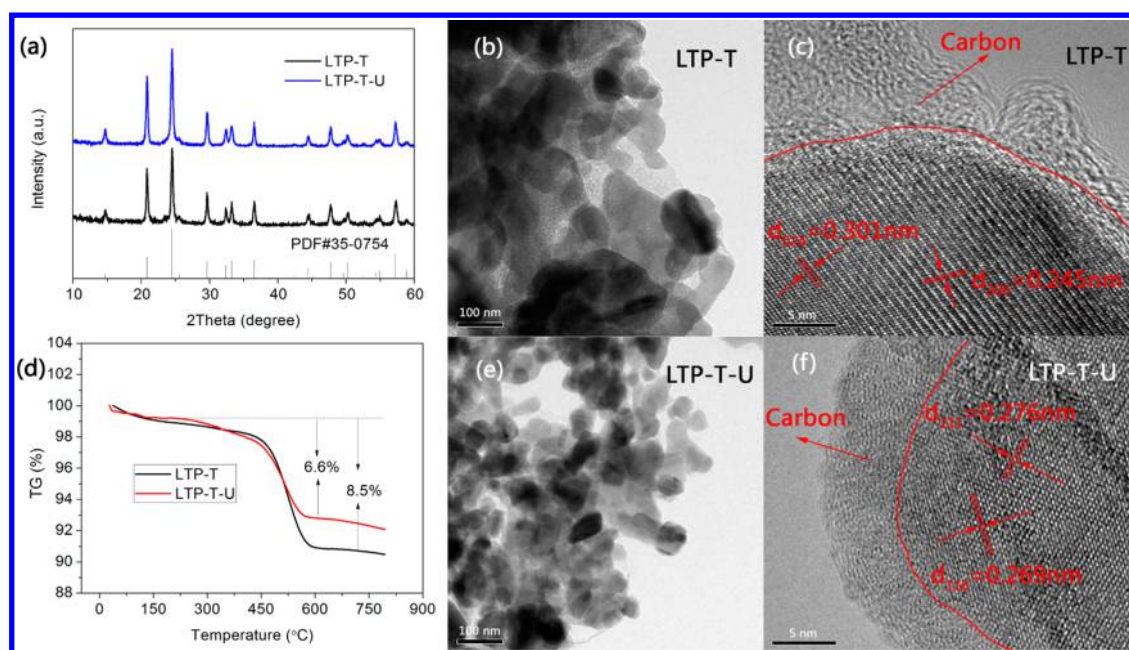 (a)
LTP-T
LTP-T-U
PDF#35-0754
Intensity (a.u.)
10 20 30 40 50 60
2Theta (degree)
(b)
LTP-T
100 nm
(c)
Carbon
LTP-T
=0.301nm
=0.245nm
5 nm
(d)
104
102
100
98
96
94
92
90
88
TG (%)
6.6%
8.5%
LTP-T
LTP-T-U
0 150 300 450 600 750 900
Temperature (°C)
(e)
LTP-T-U
100 nm
(f)
LTP-T-U
Carbon
=0.276nm
=0.269nm
5 nm